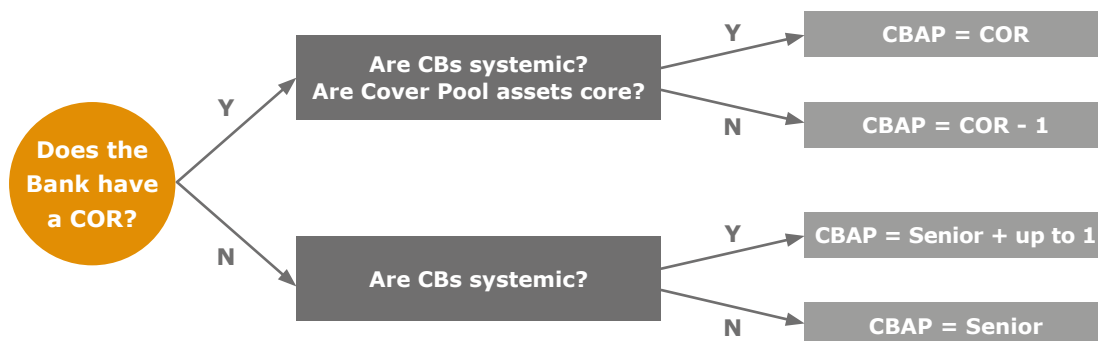 Does the
Bank have
a COR?
Y
N
Are CBs systemic?
Are Cover Pool assets core?
Y
N
CBAP = COR
CBAP = COR - 1
Are CBs systemic?
Y
N
CBAP = Senior + up to 1
CBAP = Senior